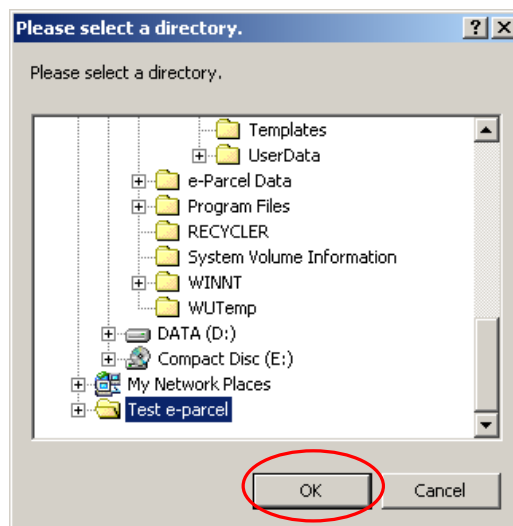 Please select a directory.
Please select a directory.
Templates
UserData
e-Parcel Data
Program Files
RECYCLER
System Volume Information
WINNT
WUTemp
DATA (D:)
Compact Disc (E:)
My Network Places
Test e-parcel
OK
Cancel